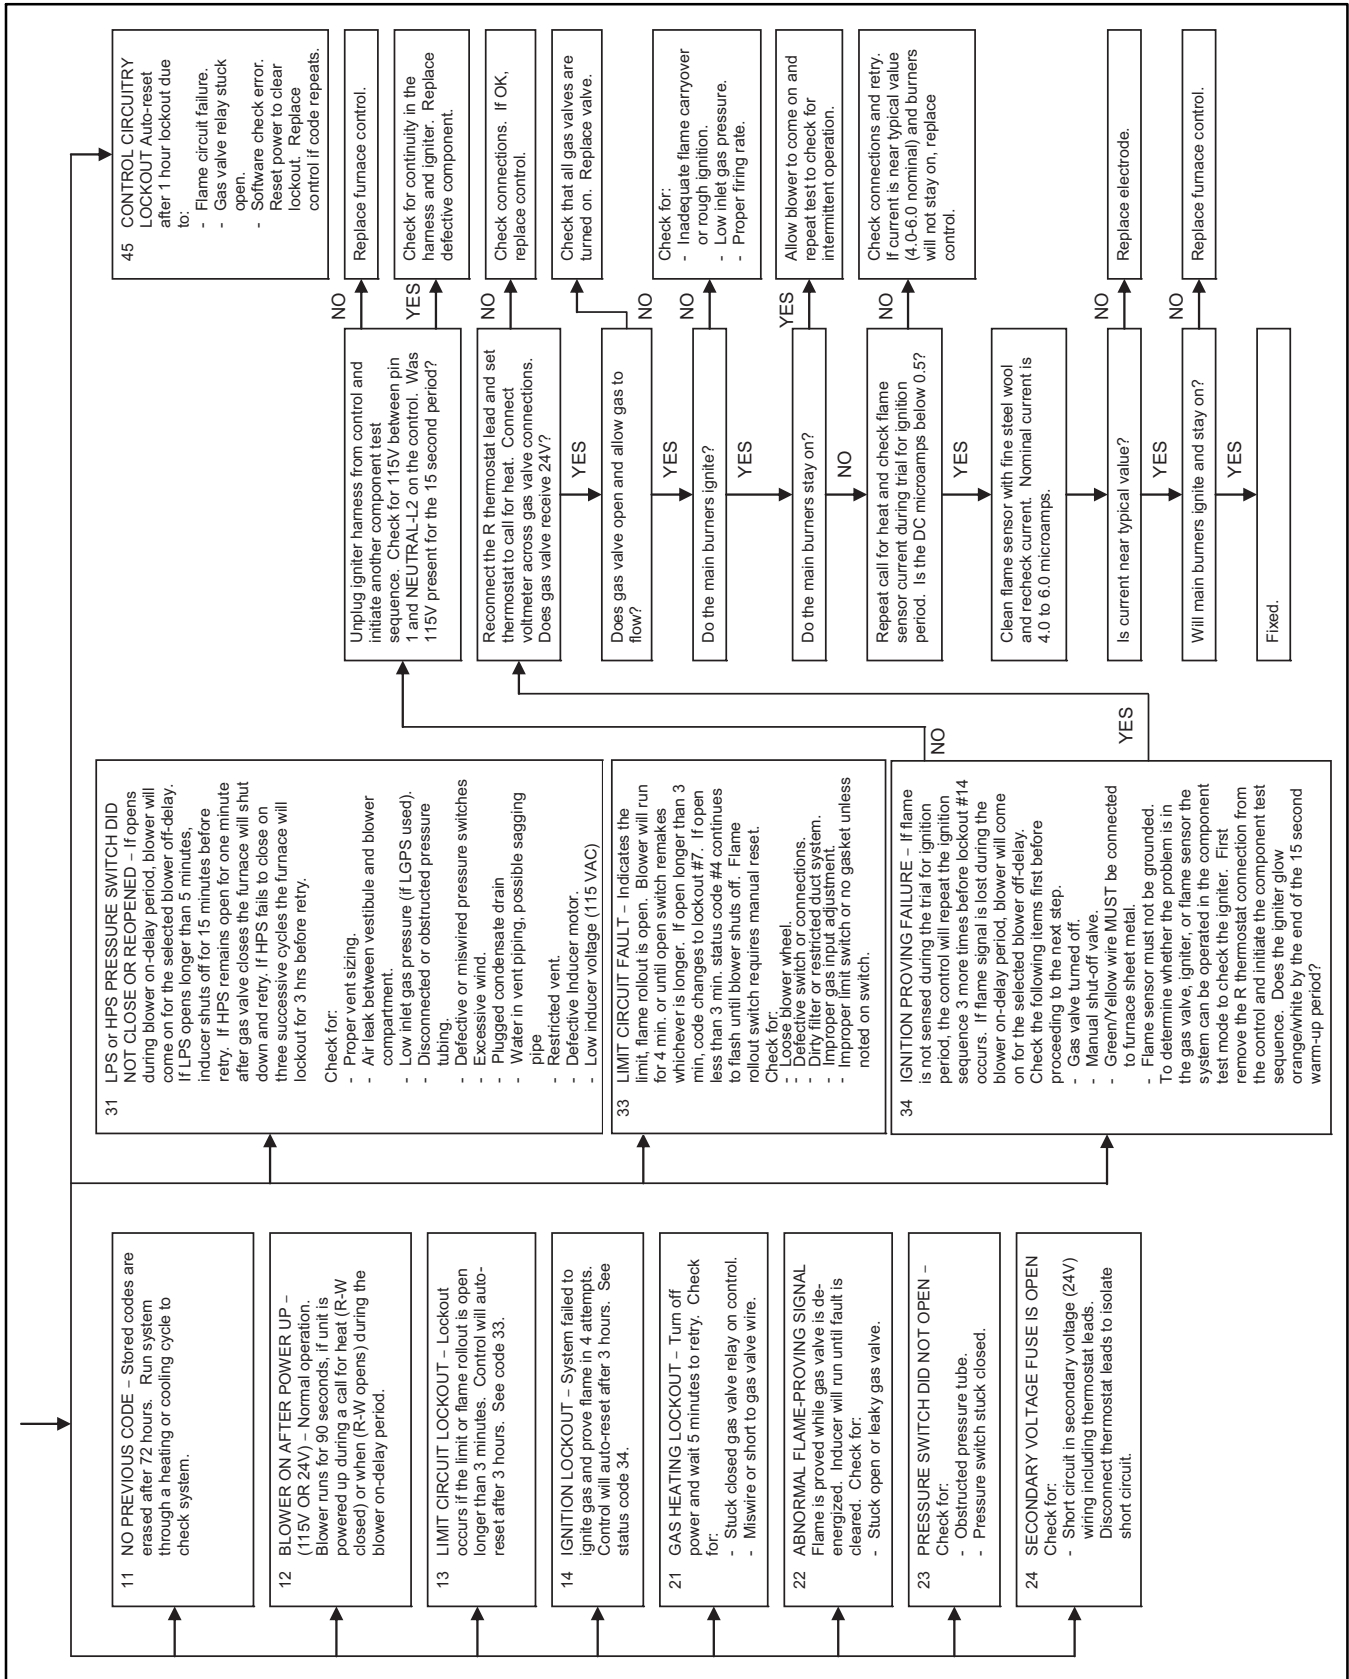 11 NO PREVIOUS CODE – Stored codes are
erased after 72 hours. Run system
through a heating or cooling cycle to
check system.
12 BLOWER ON AFTER POWER UP –
(115V OR 24V) – Normal operation.
Blower runs for 90 seconds, if unit is
powered up during a call for heat (R-W
closed) or when (R-W opens) during the
blower on-delay period.
13 LIMIT CIRCUIT LOCKOUT – Lockout
occurs if the limit or flame rollout is open
longer than 3 minutes. Control will auto-
reset after 3 hours. See code 33.
14 IGNITION LOCKOUT – System failed to
ignite gas and prove flame in 4 attempts.
Control will auto-reset after 3 hours. See
status code 34.
21 GAS HEATING LOCKOUT – Turn off
power and wait 5 minutes to retry. Check
for:
- Stuck closed gas valve relay on control.
- Miswire or short to gas valve wire.
22 ABNORMAL FLAME-PROVING SIGNAL
Flame is proved while gas valve is de-
energized. Inducer will run until fault is
cleared. Check for:
- Stuck open or leaky gas valve.
23 PRESSURE SWITCH DID NOT OPEN –
Check for:
- Obstructed pressure tube.
- Pressure switch stuck closed.
24 SECONDARY VOLTAGE FUSE IS OPEN
Check for:
- Short circuit in secondary voltage (24V)
wiring including thermostat leads.
Disconnect thermostat leads to isolate
short circuit.
31 LPS or HPS PRESSURE SWITCH DID
NOT CLOSE OR REOPENED – If opens
during blower on-delay period, blower will
come on for the selected blower off-delay.
If LPS opens longer than 5 minutes,
inducer shuts off for 15 minutes before
retry. If HPS remains open for one minute
after gas valve closes the furnace will shut
down and retry. If HPS fails to close on
three successive cycles the furnace will
lockout for 3 hrs before retry.
Check for:
- Proper vent sizing.
- Air leak between vestibule and blower
compartment.
- Low inlet gas pressure (if LGPS used).
- Disconnected or obstructed pressure
tubing.
- Defective or miswired pressure switches
- Excessive wind.
- Plugged condensate drain
- Water in vent piping, possible sagging
pipe
- Restricted vent.
- Defective Inducer motor.
- Low inducer voltage (115 VAC)
33 LIMIT CIRCUIT FAULT – Indicates the
limit, flame rollout is open. Blower will run
for 4 min. or until open switch remakes
whichever is longer. If open longer than 3
min, code changes to lockout #7. If open
less than 3 min. status code #4 continues
to flash until blower shuts off. Flame
rollout switch requires manual reset.
Check for:
- Loose blower wheel.
- Defective switch or connections.
- Dirty filter or restricted duct system.
- Improper gas input adjustment.
- Improper limit switch or no gasket unless
noted on switch.
34 IGNITION PROVING FAILURE – If flame
is not sensed during the trial for ignition
period, the control will repeat the ignition
sequence 3 more times before lockout #14
occurs. If flame signal is lost during the
blower on-delay period, blower will come
on for the selected blower off-delay.
Check the following items first before
proceeding to the next step.
- Gas valve turned off.
- Manual shut-off valve.
- Green/Yellow wire MUST be connected
to furnace sheet metal.
- Flame sensor must not be grounded.
To determine whether the problem is in
the gas valve, igniter, or flame sensor the
system can be operated in the component
test mode to check the igniter. First
remove the R thermostat connection from
the control and initiate the component test
sequence. Does the igniter glow
orange/white by the end of the 15 second
warm-up period?
NO
YES
Unplug igniter harness from control and
initiate another component test
sequence. Check for 115V between pin
1 and NEUTRAL-L2 on the control. Was
115V present for the 15 second period?
NO
Replace furnace control.
YES
Check for continuity in the
harness and igniter. Replace
defective component.
Reconnect the R thermostat lead and set
thermostat to call for heat. Connect
voltmeter across gas valve connections.
Does gas valve receive 24V?
NO
Check connections. If OK,
replace control.
YES
Does gas valve open and allow gas to
flow?
NO
Check that all gas valves are
turned on. Replace valve.
YES
Do the main burners ignite?
NO
Check for:
- Inadequate flame carryover
or rough ignition.
- Low inlet gas pressure.
- Proper firing rate.
YES
Do the main burners stay on?
YES
Allow blower to come on and
repeat test to check for
intermittent operation.
NO
Repeat call for heat and check flame
sensor current during trial for ignition
period. Is the DC microamps below 0.5?
NO
Check connections and retry.
If current is near typical value
(4.0-6.0 nominal) and burners
will not stay on, replace
control.
YES
Clean flame sensor with fine steel wool
and recheck current. Nominal current is
4.0 to 6.0 microamps.
Is current near typical value?
NO
Replace electrode.
YES
Will main burners ignite and stay on?
NO
Replace furnace control.
YES
Fixed.
45 CONTROL CIRCUITRY
LOCKOUT Auto-reset
after 1 hour lockout due
to:
- Flame circuit failure.
- Gas valve relay stuck
open.
- Software check error.
Reset power to clear
lockout. Replace
control if code repeats.